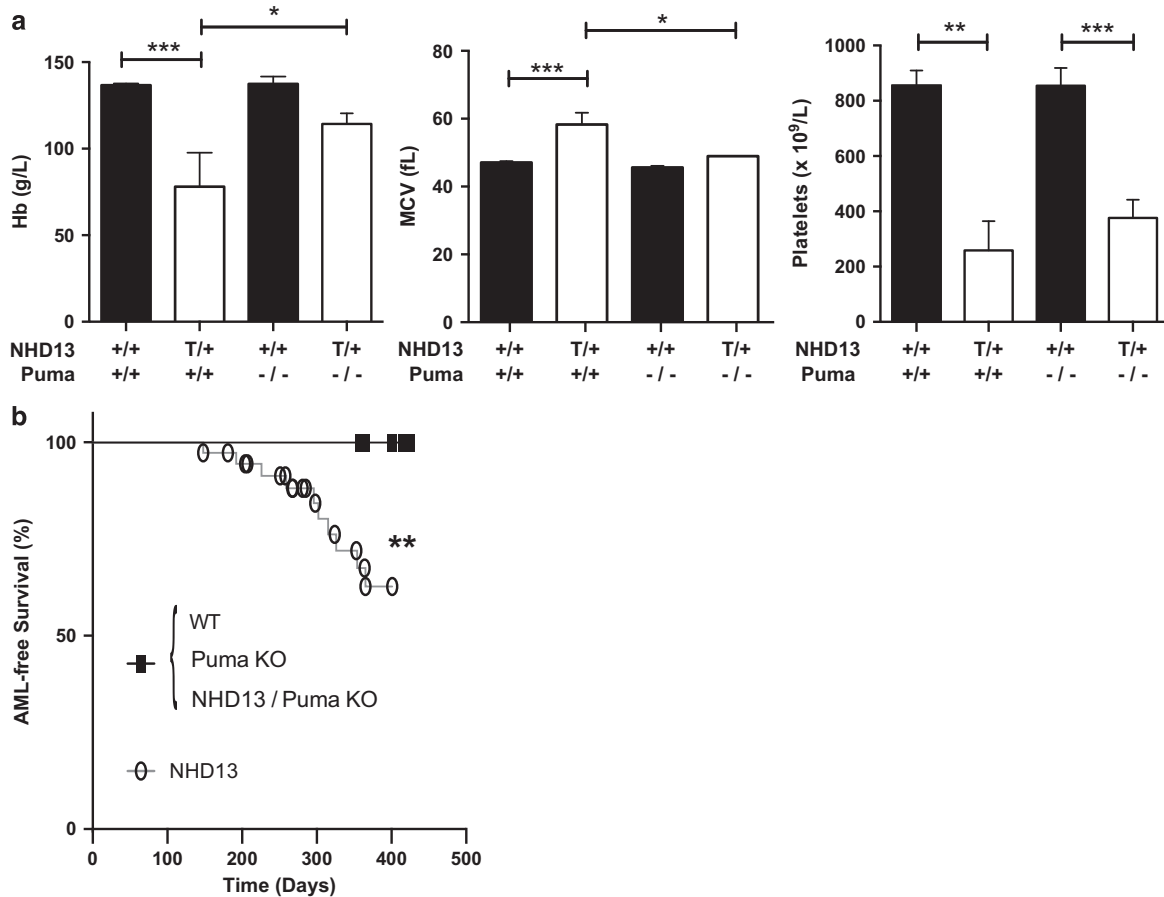 a
*
***
150
100
50
0
Hb (g/L)
NHD13 +/+ T/+ +/+ T/+
Puma +/+ +/+ - / - - / -
*
***
80
60
40
20
0
MCV (fL)
NHD13 +/+ T/+ +/+ T/+
Puma +/+ +/+ - / - - / -
** ***
1000
800
600
400
200
0
Platelets (x 10⁹/L)
NHD13 +/+ T/+ +/+ T/+
Puma +/+ +/+ - / - - / -
b
100
50
0
AML-free Survival (%)
**
WT
Puma KO
NHD13 / Puma KO
NHD13
0 100 200 300 400 500
Time (Days)